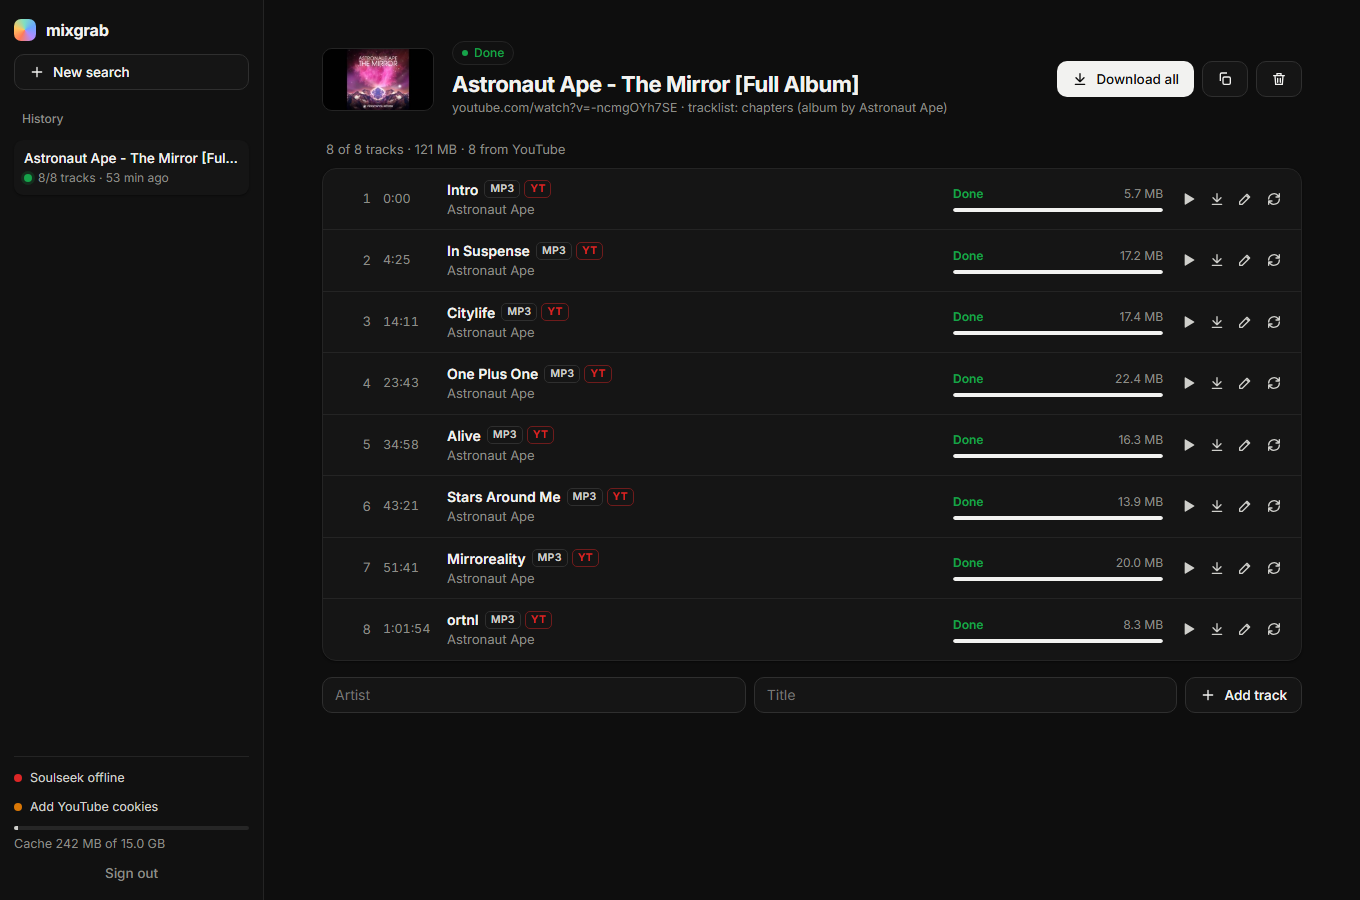 mixgrab
New search
History
Astronaut Ape - The Mirror [Ful...
8/8 tracks · 53 min ago
Soulseek offline
Add YouTube cookies
Cache 242 MB of 15.0 GB
Sign out
ASTRONAUT APE
THE MIRROR
Done
Astronaut Ape - The Mirror [Full Album]
youtube.com/watch?v=-ncmgOYh7SE · tracklist: chapters (album by Astronaut Ape)
Download all
8 of 8 tracks · 121 MB · 8 from YouTube
1 0:00 Intro MP3 YT Done 5.7 MB
Astronaut Ape
2 4:25 In Suspense MP3 YT Done 17.2 MB
Astronaut Ape
3 14:11 Citylife MP3 YT Done 17.4 MB
Astronaut Ape
4 23:43 One Plus One MP3 YT Done 22.4 MB
Astronaut Ape
5 34:58 Alive MP3 YT Done 16.3 MB
Astronaut Ape
6 43:21 Stars Around Me MP3 YT Done 13.9 MB
Astronaut Ape
7 51:41 Mirroreality MP3 YT Done 20.0 MB
Astronaut Ape
8 1:01:54 ortnI MP3 YT Done 8.3 MB
Astronaut Ape
Artist
Title
Add track